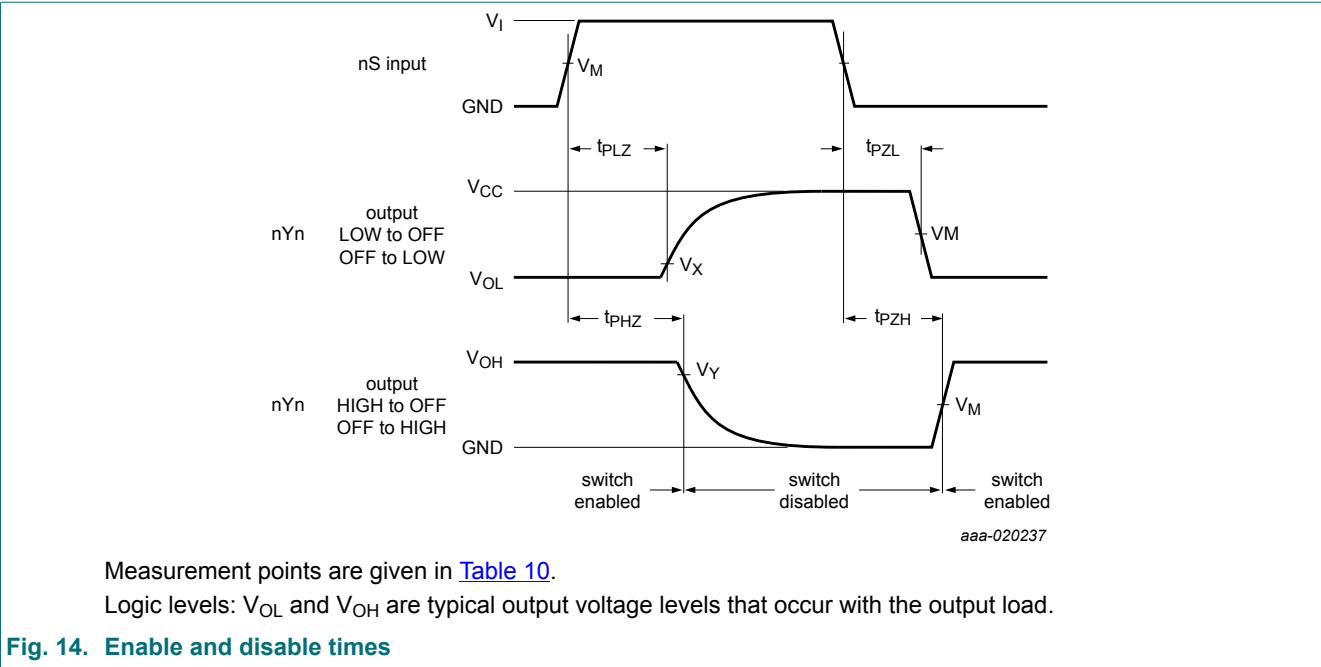 VI
nS input
VM
GND
tPLZ
tPZL
VCC
output
nYn LOW to OFF
OFF to LOW
VM
VX
VOL
tPHZ
tPZH
VOH
VY
output
nYn HIGH to OFF
OFF to HIGH
VM
GND
switch
enabled
switch
disabled
switch
enabled
aaa-020237
Measurement points are given in Table 10.
Logic levels: VOL and VOH are typical output voltage levels that occur with the output load.
Fig. 14. Enable and disable times